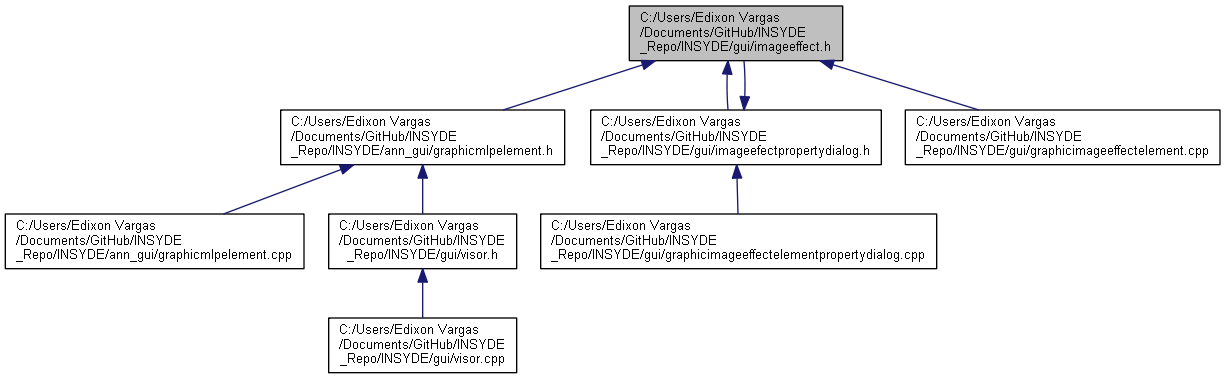 C:/Users/Edixon Vargas
/Documents/GitHub/INSYDE
_Repo/INSYDE/gui/imageeffect.h
C:/Users/Edixon Vargas
/Documents/GitHub/INSYDE
_Repo/INSYDE/ann_gui/graphicmlpelement.h
C:/Users/Edixon Vargas
/Documents/GitHub/INSYDE
_Repo/INSYDE/gui/imageefectpropertydialog.h
C:/Users/Edixon Vargas
/Documents/GitHub/INSYDE
_Repo/INSYDE/gui/graphicimageeffectelement.cpp
C:/Users/Edixon Vargas
/Documents/GitHub/INSYDE
_Repo/INSYDE/ann_gui/graphicmlpelement.cpp
C:/Users/Edixon Vargas
/Documents/GitHub/INSYDE
_Repo/INSYDE/gui/visor.h
C:/Users/Edixon Vargas
/Documents/GitHub/INSYDE
_Repo/INSYDE/gui/graphicimageeffectelementpropertydialog.cpp
C:/Users/Edixon Vargas
/Documents/GitHub/INSYDE
_Repo/INSYDE/gui/visor.cpp